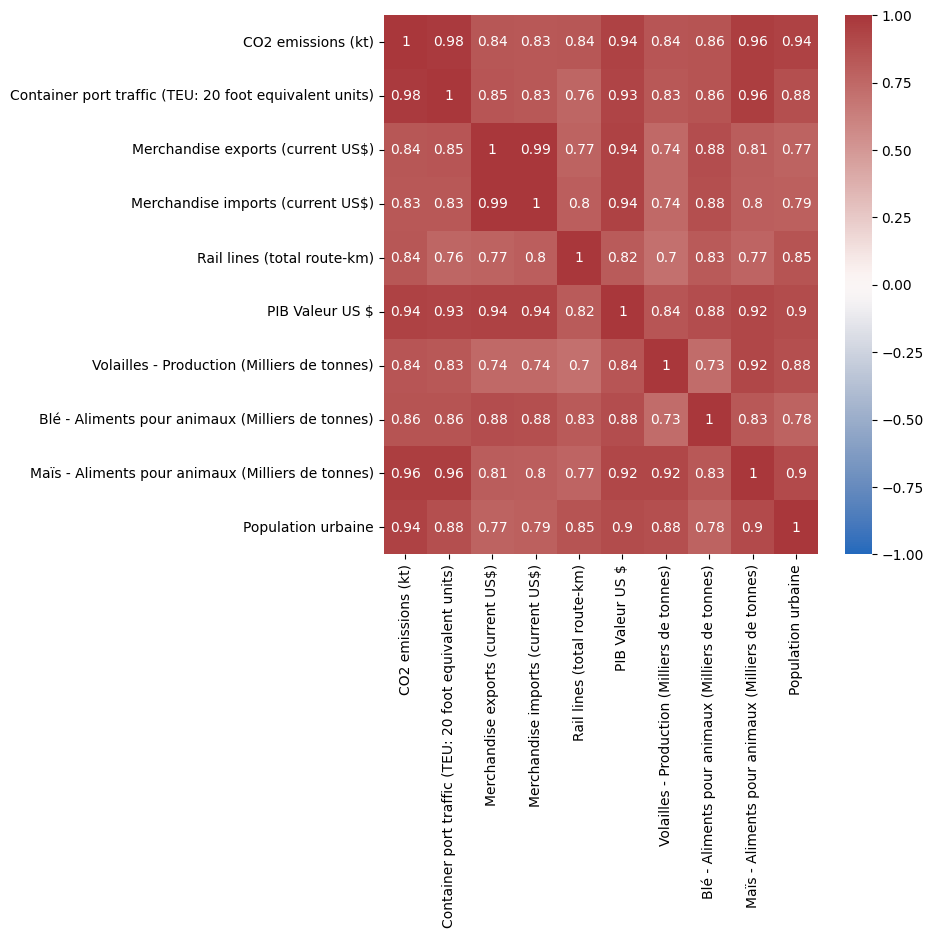 CO2 emissions (kt) 1 0.98 0.84 0.83 0.84 0.94 0.84 0.86 0.96 0.94
Container port traffic (TEU: 20 foot equivalent units) 0.98 1 0.85 0.83 0.76 0.93 0.83 0.86 0.96 0.88
Merchandise exports (current US$) 0.84 0.85 1 0.99 0.77 0.94 0.74 0.88 0.81 0.77
Merchandise imports (current US$) 0.83 0.83 0.99 1 0.8 0.94 0.74 0.88 0.8 0.79
Rail lines (total route-km) 0.84 0.76 0.77 0.8 1 0.82 0.7 0.83 0.77 0.85
PIB Valeur US $ 0.94 0.93 0.94 0.94 0.82 1 0.84 0.88 0.92 0.9
Volailles - Production (Milliers de tonnes) 0.84 0.83 0.74 0.74 0.7 0.84 1 0.73 0.92 0.88
Blé - Aliments pour animaux (Milliers de tonnes) 0.86 0.86 0.88 0.88 0.83 0.88 0.73 1 0.83 0.78
Maïs - Aliments pour animaux (Milliers de tonnes) 0.96 0.96 0.81 0.8 0.77 0.92 0.92 0.83 1 0.9
Population urbaine 0.94 0.88 0.77 0.79 0.85 0.9 0.88 0.78 0.9 1
CO2 emissions (kt)
Container port traffic (TEU: 20 foot equivalent units)
Merchandise exports (current US$)
Merchandise imports (current US$)
Rail lines (total route-km)
PIB Valeur US $
Volailles - Production (Milliers de tonnes)
Blé - Aliments pour animaux (Milliers de tonnes)
Maïs - Aliments pour animaux (Milliers de tonnes)
Population urbaine
1.00
0.75
0.50
0.25
0.00
−0.25
−0.50
−0.75
−1.00